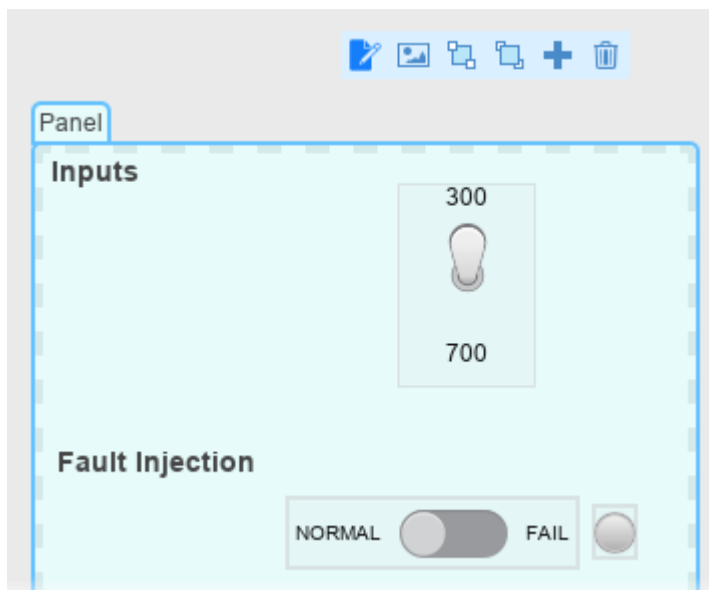 Panel
Inputs
300
700
Fault Injection
NORMAL FAIL